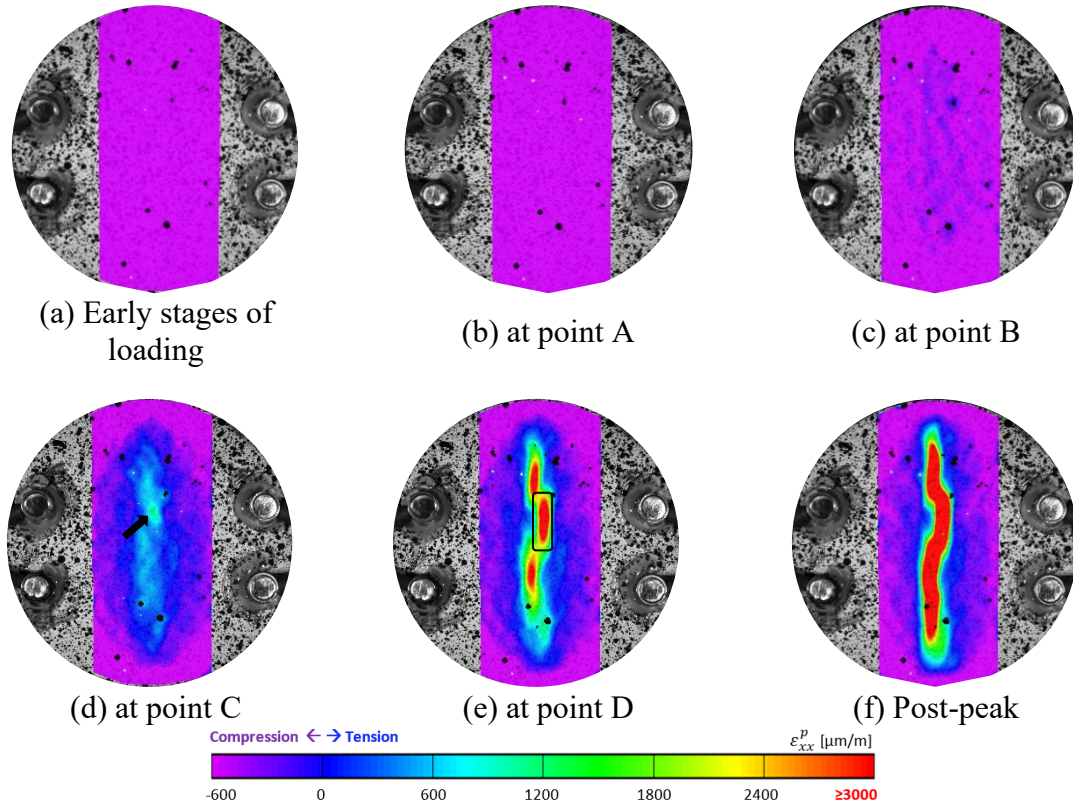 (a) Early stages of
loading
(b) at point A
(c) at point B
(d) at point C
(e) at point D
(f) Post-peak
Compression ← → Tension
ε_xx^p [μm/m]
-600 0 600 1200 1800 2400 ≥3000